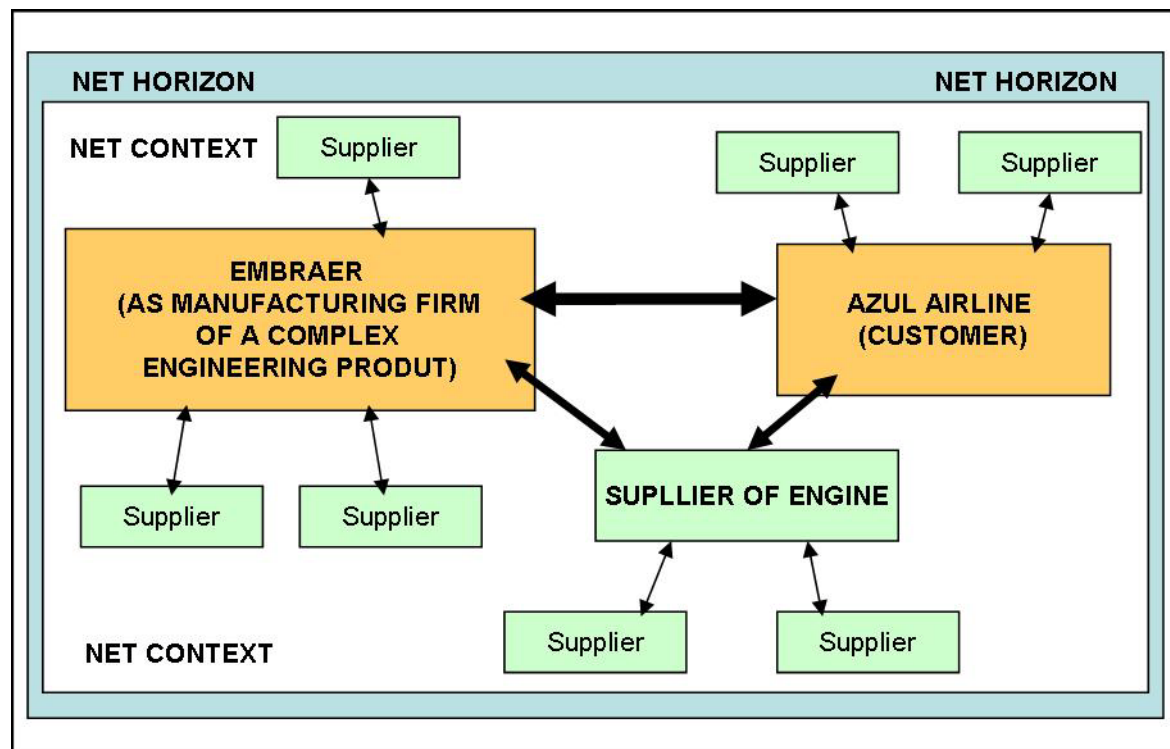 NET HORIZON
NET HORIZON
NET CONTEXT
Supplier
Supplier
Supplier
EMBRAER
(AS MANUFACTURING FIRM
OF A COMPLEX
ENGINEERING PRODUT)
AZUL AIRLINE
(CUSTOMER)
SUPLLIER OF ENGINE
Supplier
Supplier
Supplier
Supplier
NET CONTEXT